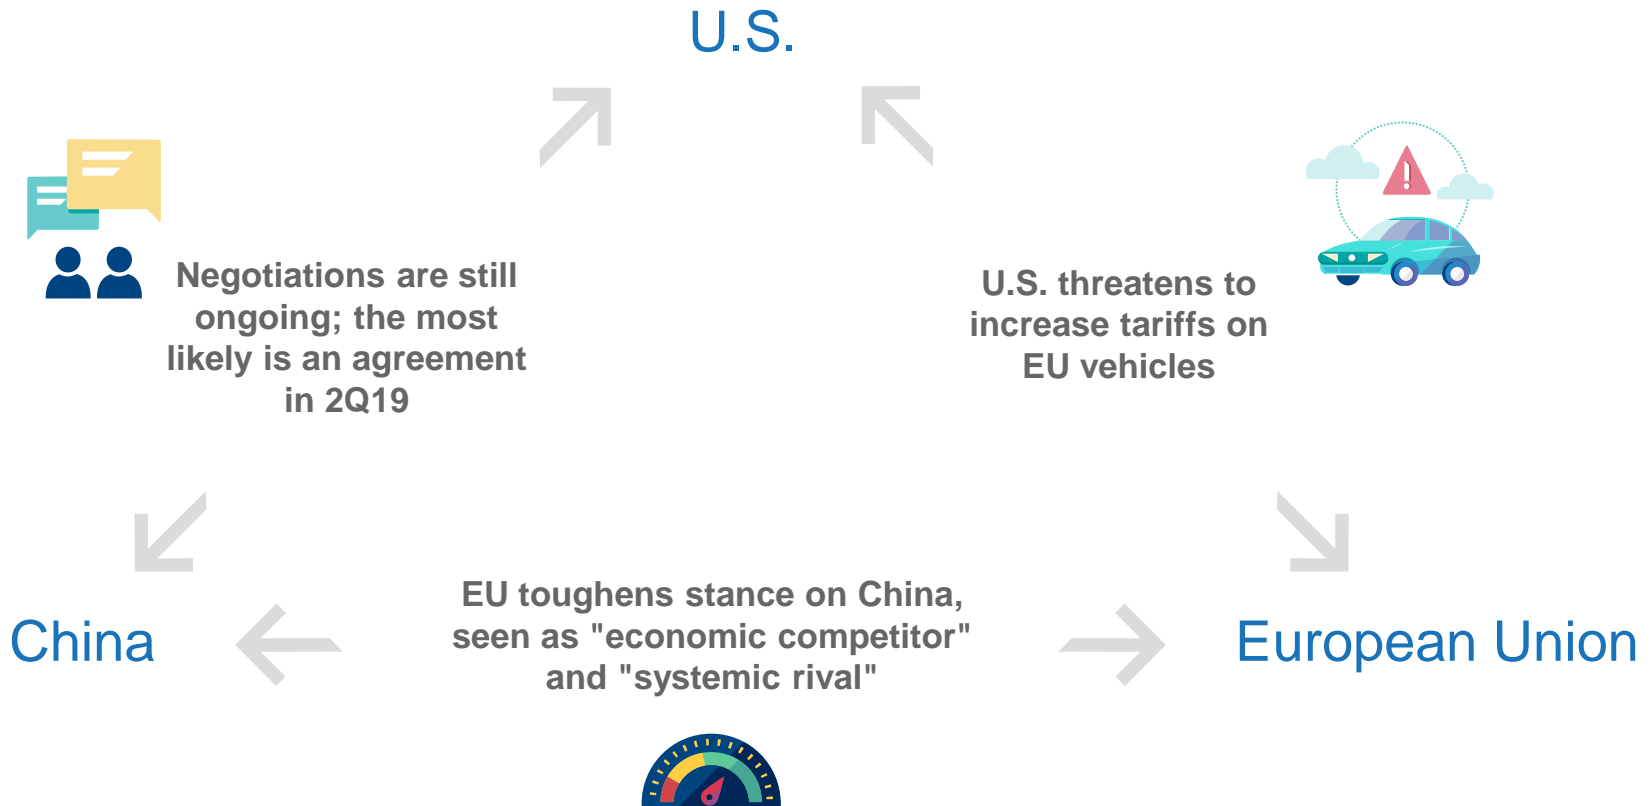 U.S.
Negotiations are still
ongoing; the most
likely is an agreement
in 2Q19
U.S. threatens to
increase tariffs on
EU vehicles
EU toughens stance on China,
seen as "economic competitor"
and "systemic rival"
China
European Union